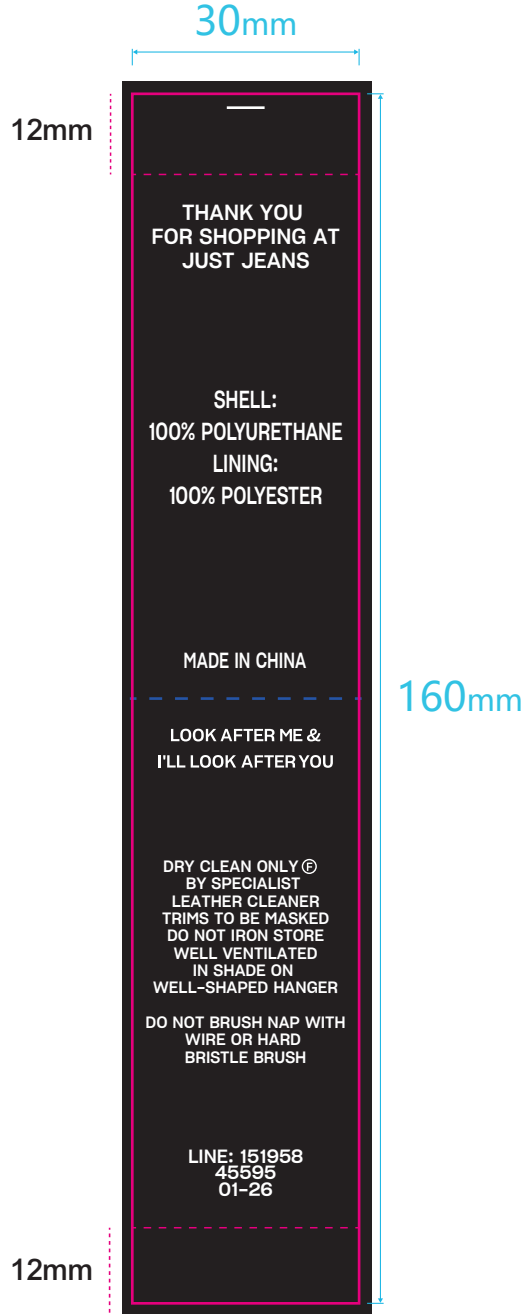 30mm
12mm
THANK YOU
FOR SHOPPING AT
JUST JEANS
SHELL:
100% POLYURETHANE
LINING:
100% POLYESTER
MADE IN CHINA
160mm
LOOK AFTER ME &
I'LL LOOK AFTER YOU
DRY CLEAN ONLY Ⓕ
BY SPECIALIST
LEATHER CLEANER
TRIMS TO BE MASKED
DO NOT IRON STORE
WELL VENTILATED
IN SHADE ON
WELL-SHAPED HANGER
DO NOT BRUSH NAP WITH
WIRE OR HARD
BRISTLE BRUSH
LINE: 151958
45595
01-26
12mm